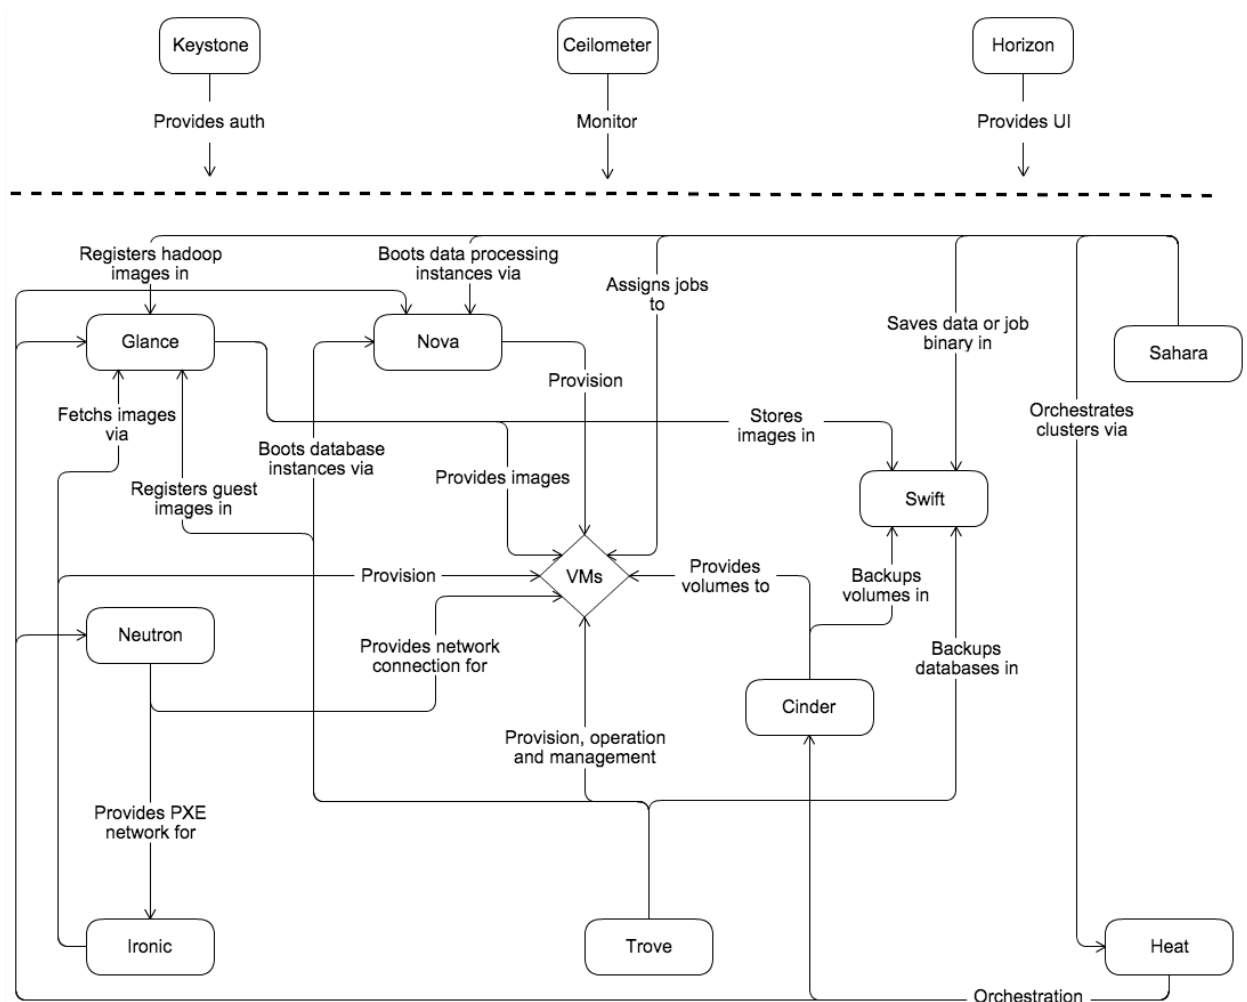 Keystone
Ceilometer
Horizon
Provides auth
Monitor
Provides UI
Registers hadoop
images in
Boots data processing
instances via
Assigns jobs
to
Saves data or job
binary in
Glance
Nova
Sahara
Provision
Fetchs images
via
Stores
images in
Orchestrates
clusters via
Boots database
instances via
Provides images
Registers guest
images in
Swift
Provision
VMs
Provides
volumes to
Backups
volumes in
Neutron
Provides network
connection for
Backups
databases in
Cinder
Provision, operation
and management
Provides PXE
network for
Ironic
Trove
Heat
Orchestration